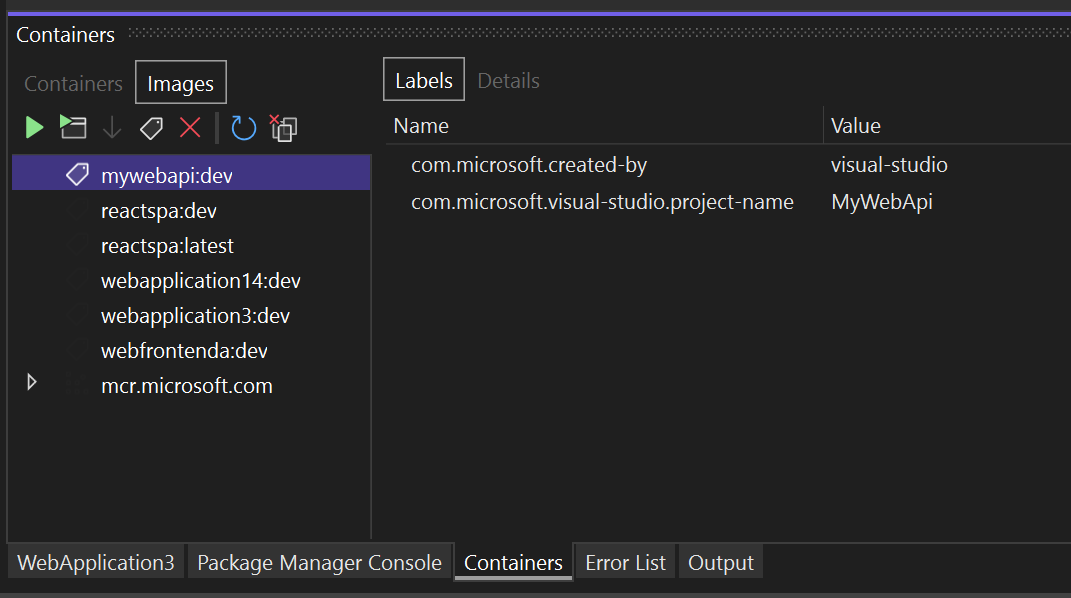 Containers
Containers Images
mywebapi:dev
reactspa:dev
reactspa:latest
webapplication14:dev
webapplication3:dev
webfrontenda:dev
mcr.microsoft.com
Labels Details
Name Value
com.microsoft.created-by visual-studio
com.microsoft.visual-studio.project-name MyWebApi
WebApplication3 Package Manager Console Containers Error List Output